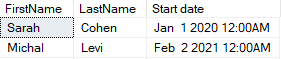 FirstName LastName Start date
Sarah Cohen Jan 1 2020 12:00AM
Michal Levi Feb 2 2021 12:00AM